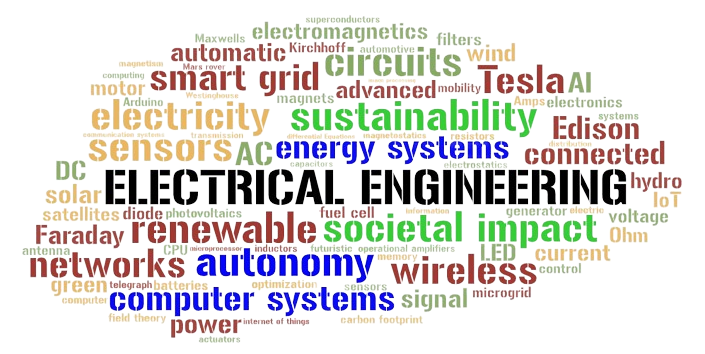 superconductors
Maxwells electromagnetics filters
automatic Kirchhoff automotive circuits wind
magnetism Mars rover
computing smart grid advanced mobility Tesla AI
motor Westinghouse magnets
Arduino Amps electronics
electricity sustainability systems
Edison
communication systems transmission Differential Equations magnetostatics resistors
sensors AC energy systems distribution connected
DC capacitors electrostatics
solar ELECTRICAL ENGINEERING hydro
IoT
satellites diode photovoltaics fuel cell information generator electric voltage
Faraday renewable societal impact Ohm
antenna CPU microprocessor inductors futuristic operational amplifiers LED current
networks autonomy memory wireless control
green telegraph batteries optimization sensors
computer computer systems signal microgrid
field theory power internet of things carbon footprint
actuators